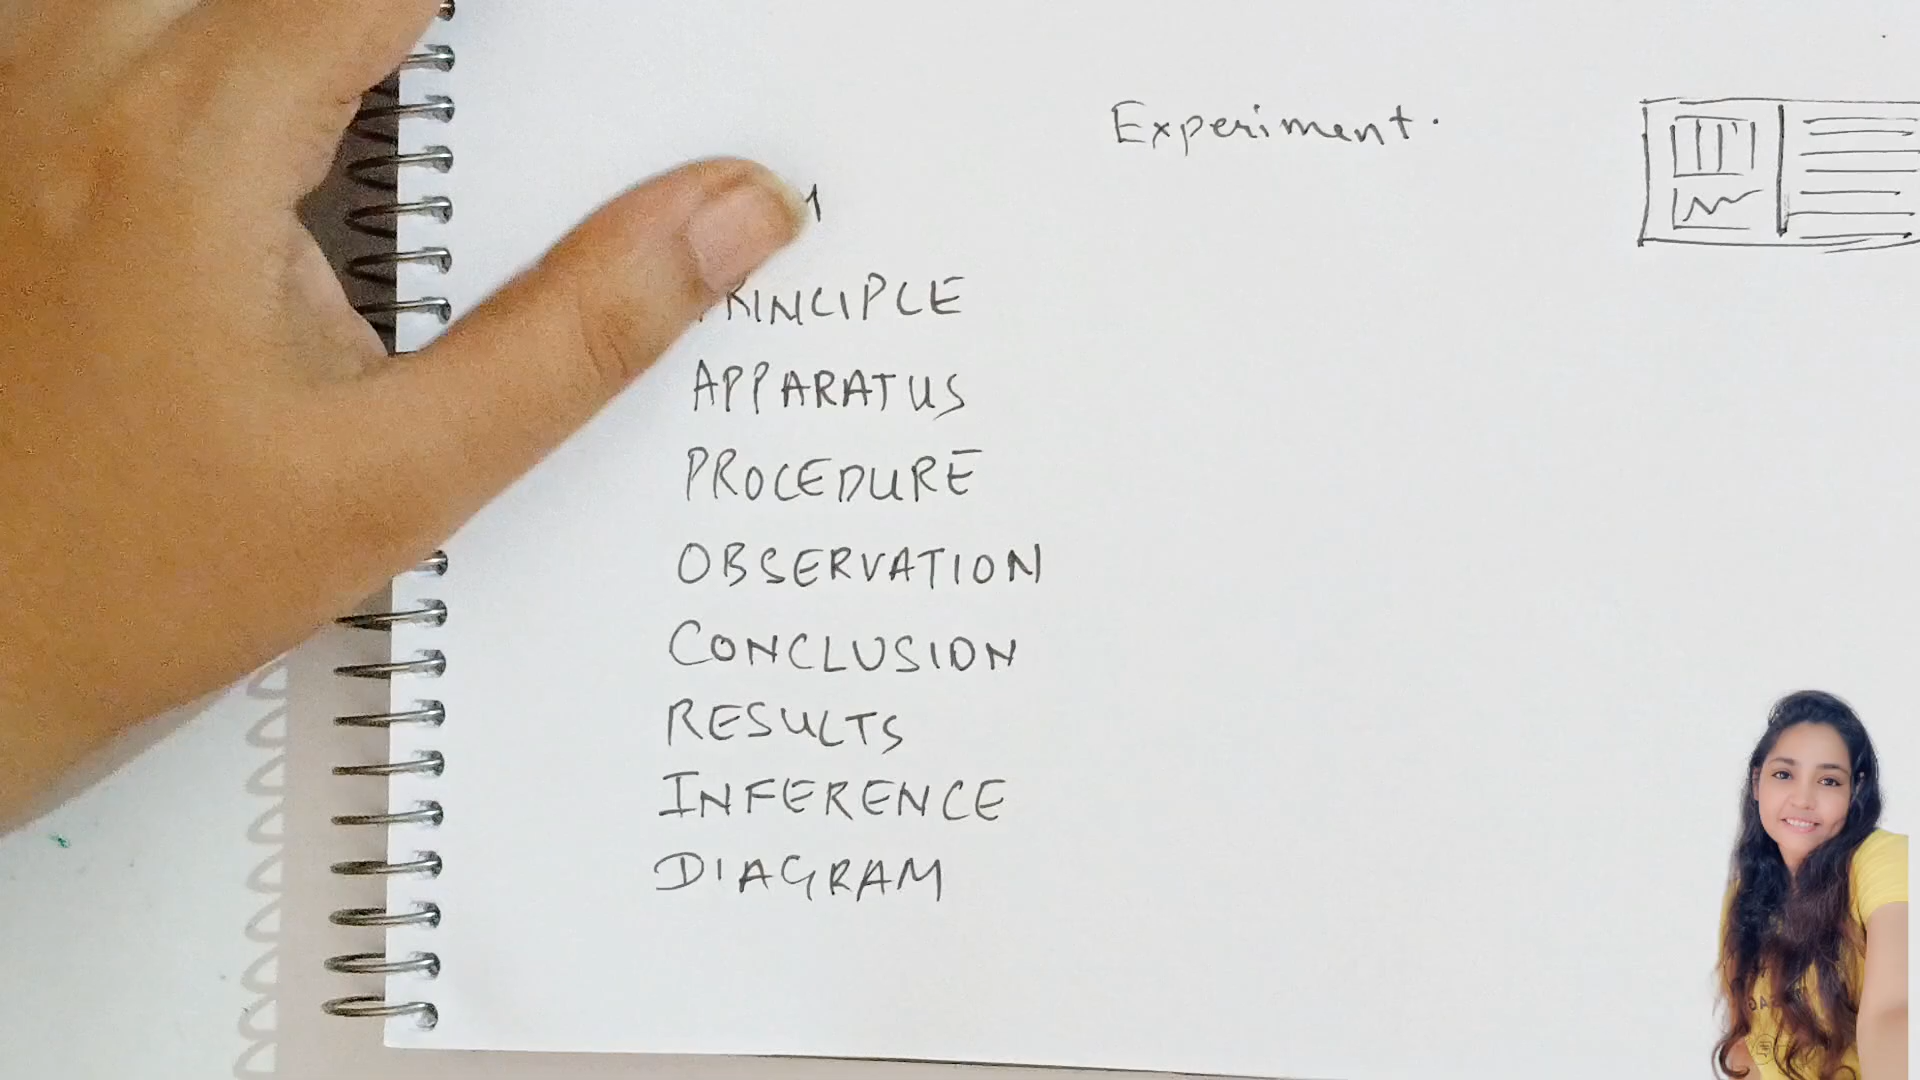 Experiment.
PRINCIPLE
APPARATUS
PROCEDURE
OBSERVATION
CONCLUSION
RESULTS
INFERENCE
DIAGRAM